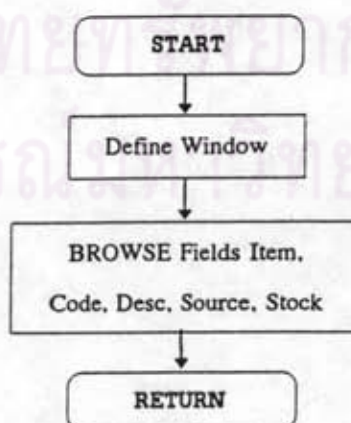 START
Define Window
BROWSE Fields Item,
Code, Desc, Source, Stock
RETURN